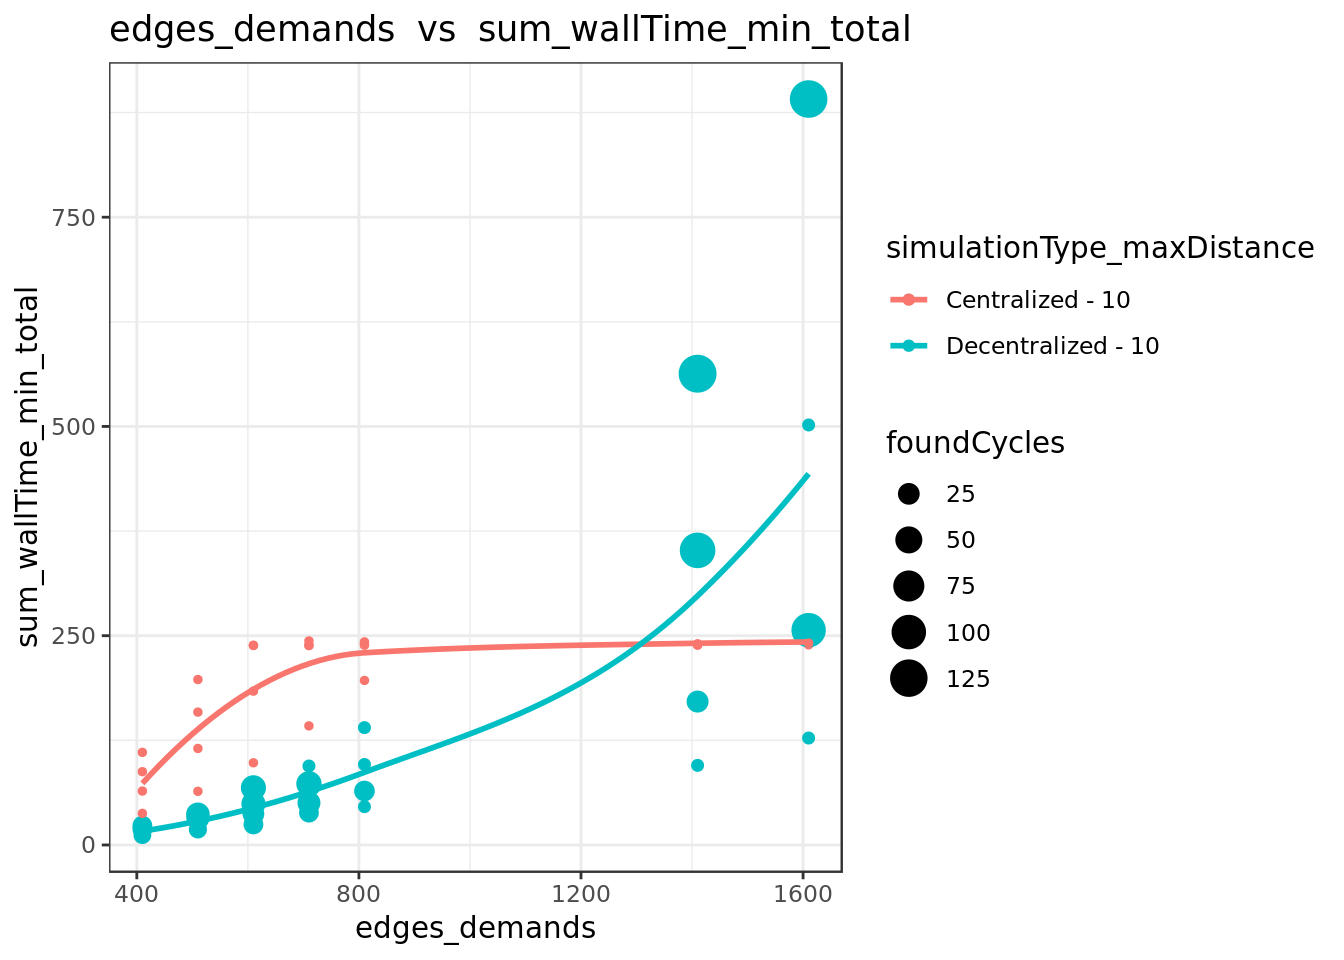 edges_demands  vs  sum_wallTime_min_total
sum_wallTime_min_total
750
500
250
0
400
800
1200
1600
edges_demands
simulationType_maxDistance
Centralized - 10
Decentralized - 10
foundCycles
25
50
75
100
125